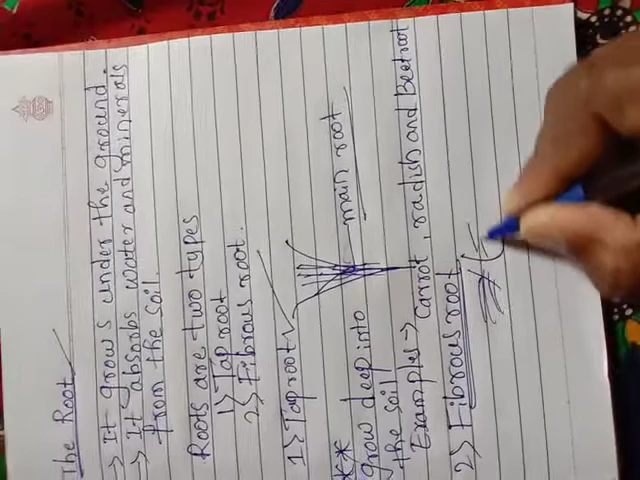 The Root
=> It grows under the ground.
=> It absorbs water and minerals
from the soil.
Roots are two types
1> Tap root
2> Fibrous root.
1> Tap root
main root
** grow deep into
the soil
Examples → Carrot, radish and Beetroot
2> Fibrous root